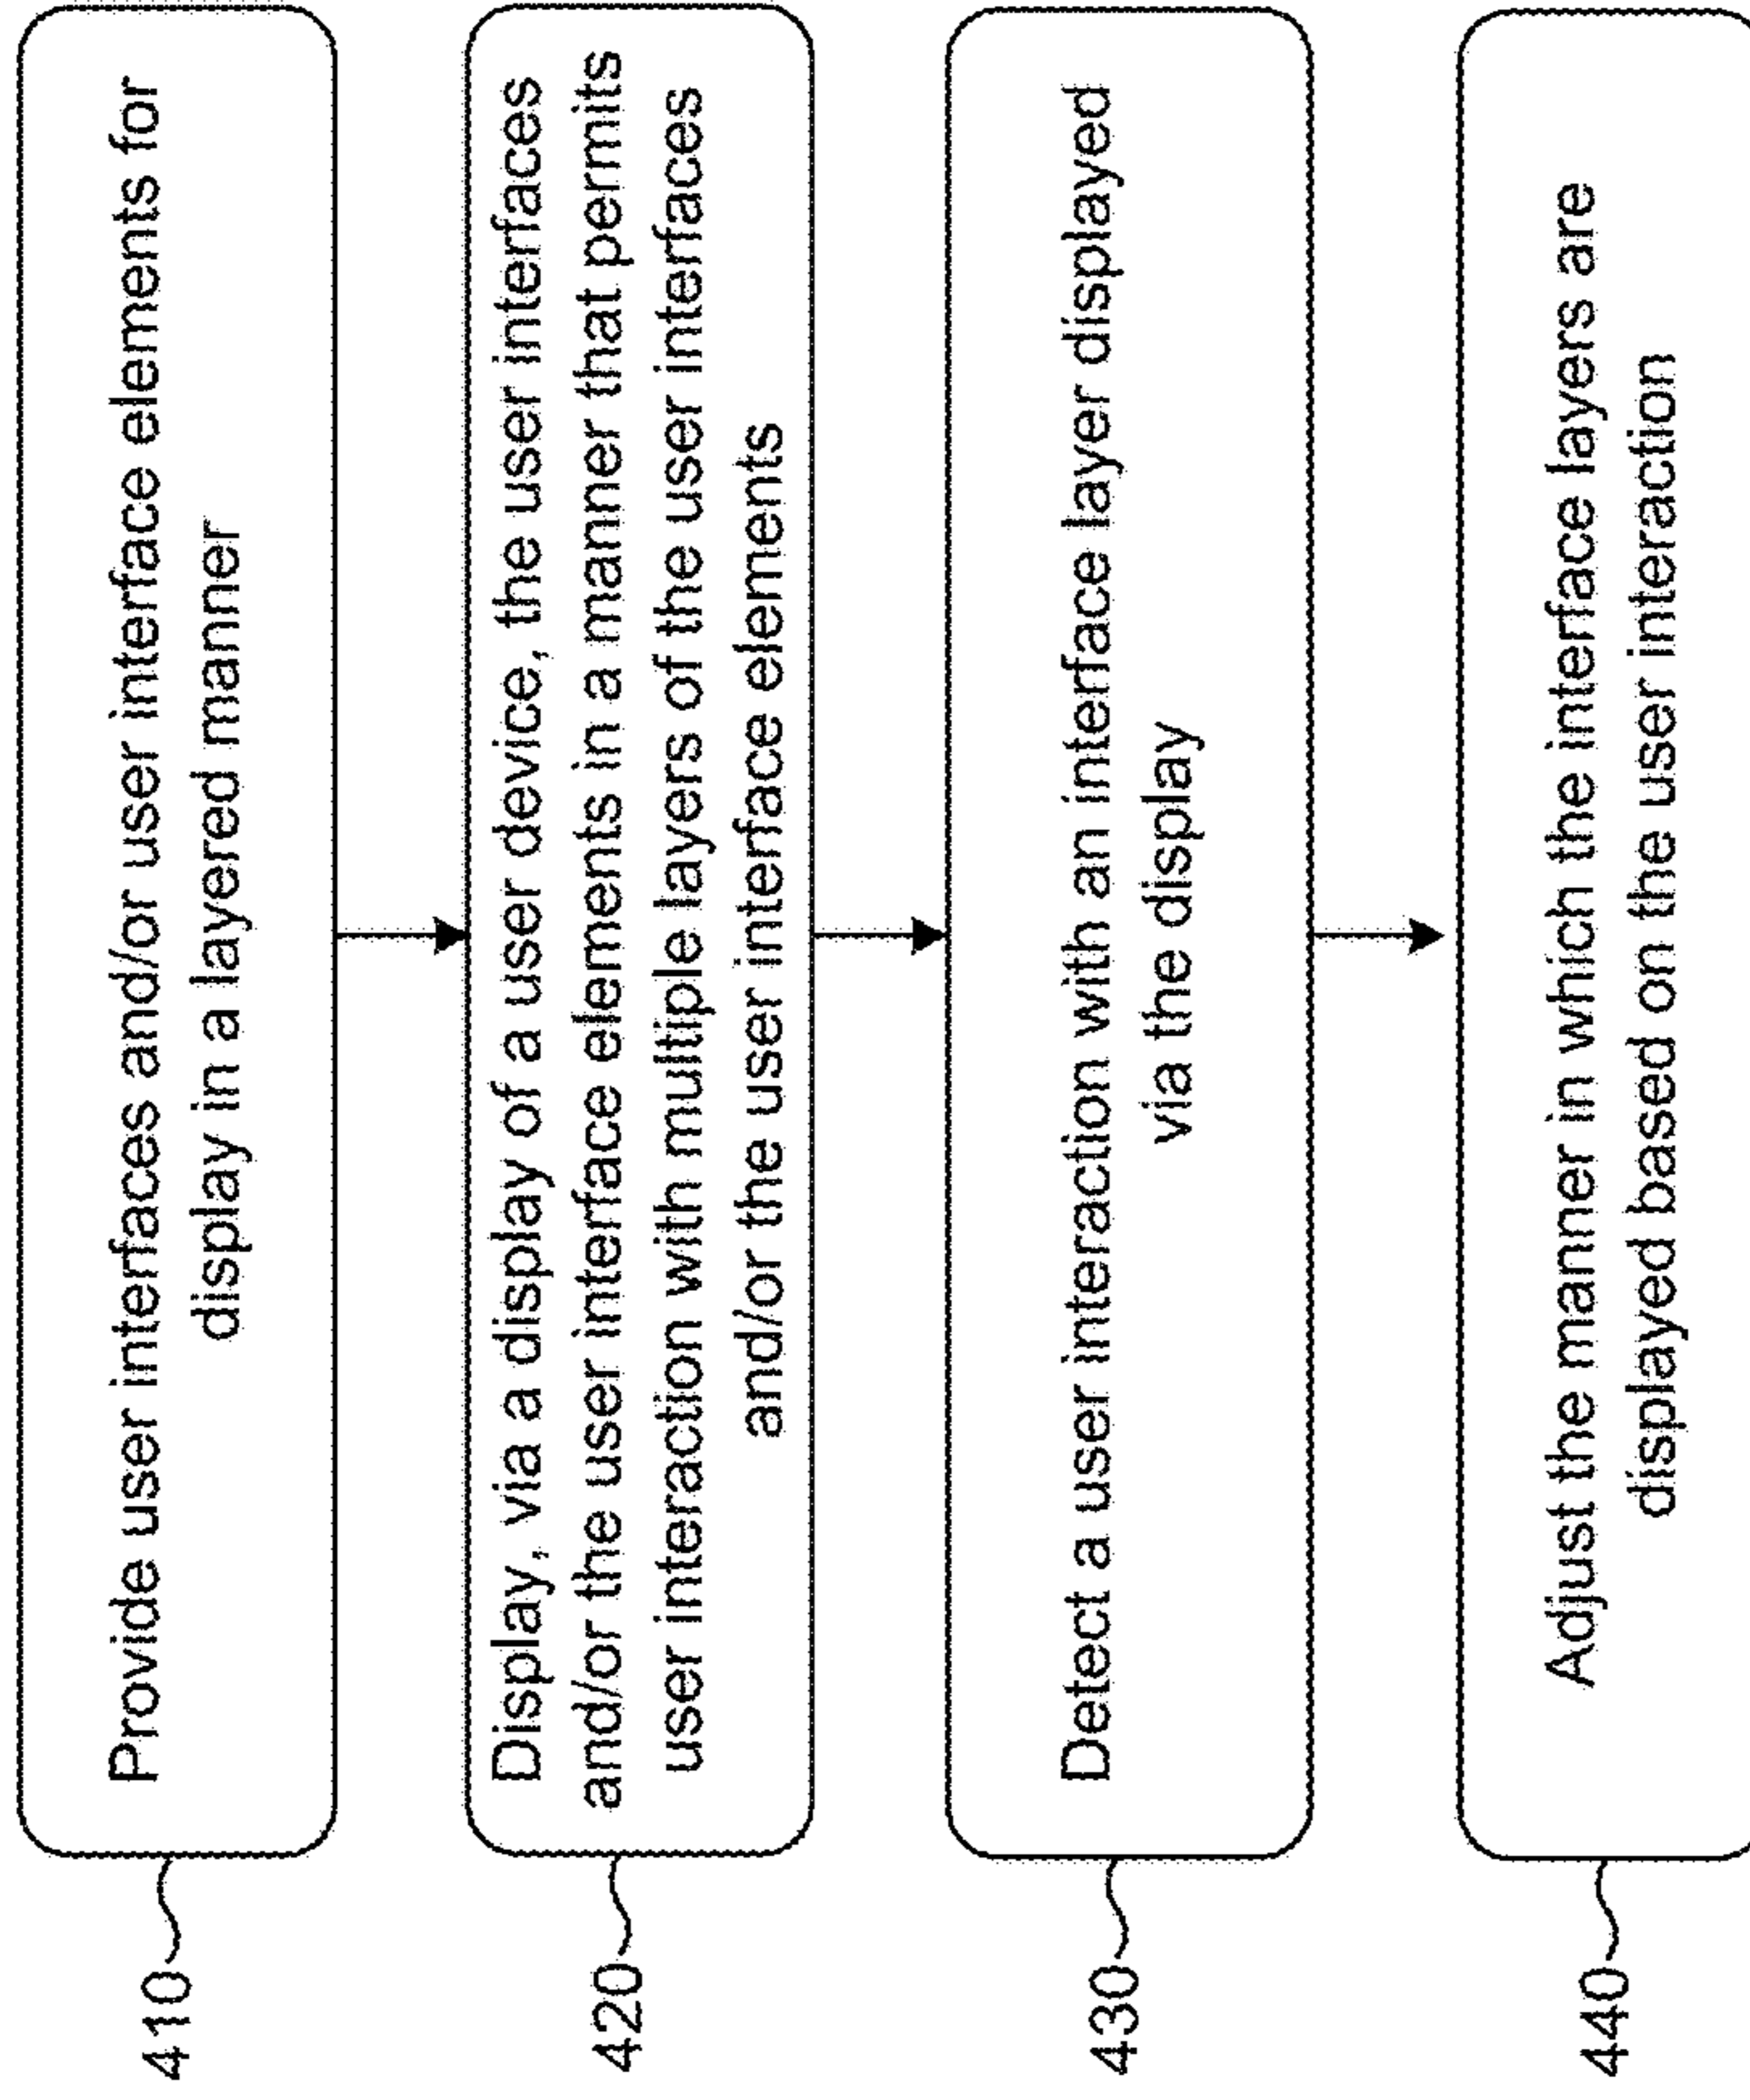 410
Provide user interfaces and/or user interface elements for
display in a layered manner
420
Display, via a display of a user device, the user interfaces
and/or the user interface elements in a manner that permits
user interaction with multiple layers of the user interfaces
and/or the user interface elements
430
Detect a user interaction with an interface layer displayed
via the display
440
Adjust the manner in which the interface layers are
displayed based on the user interaction